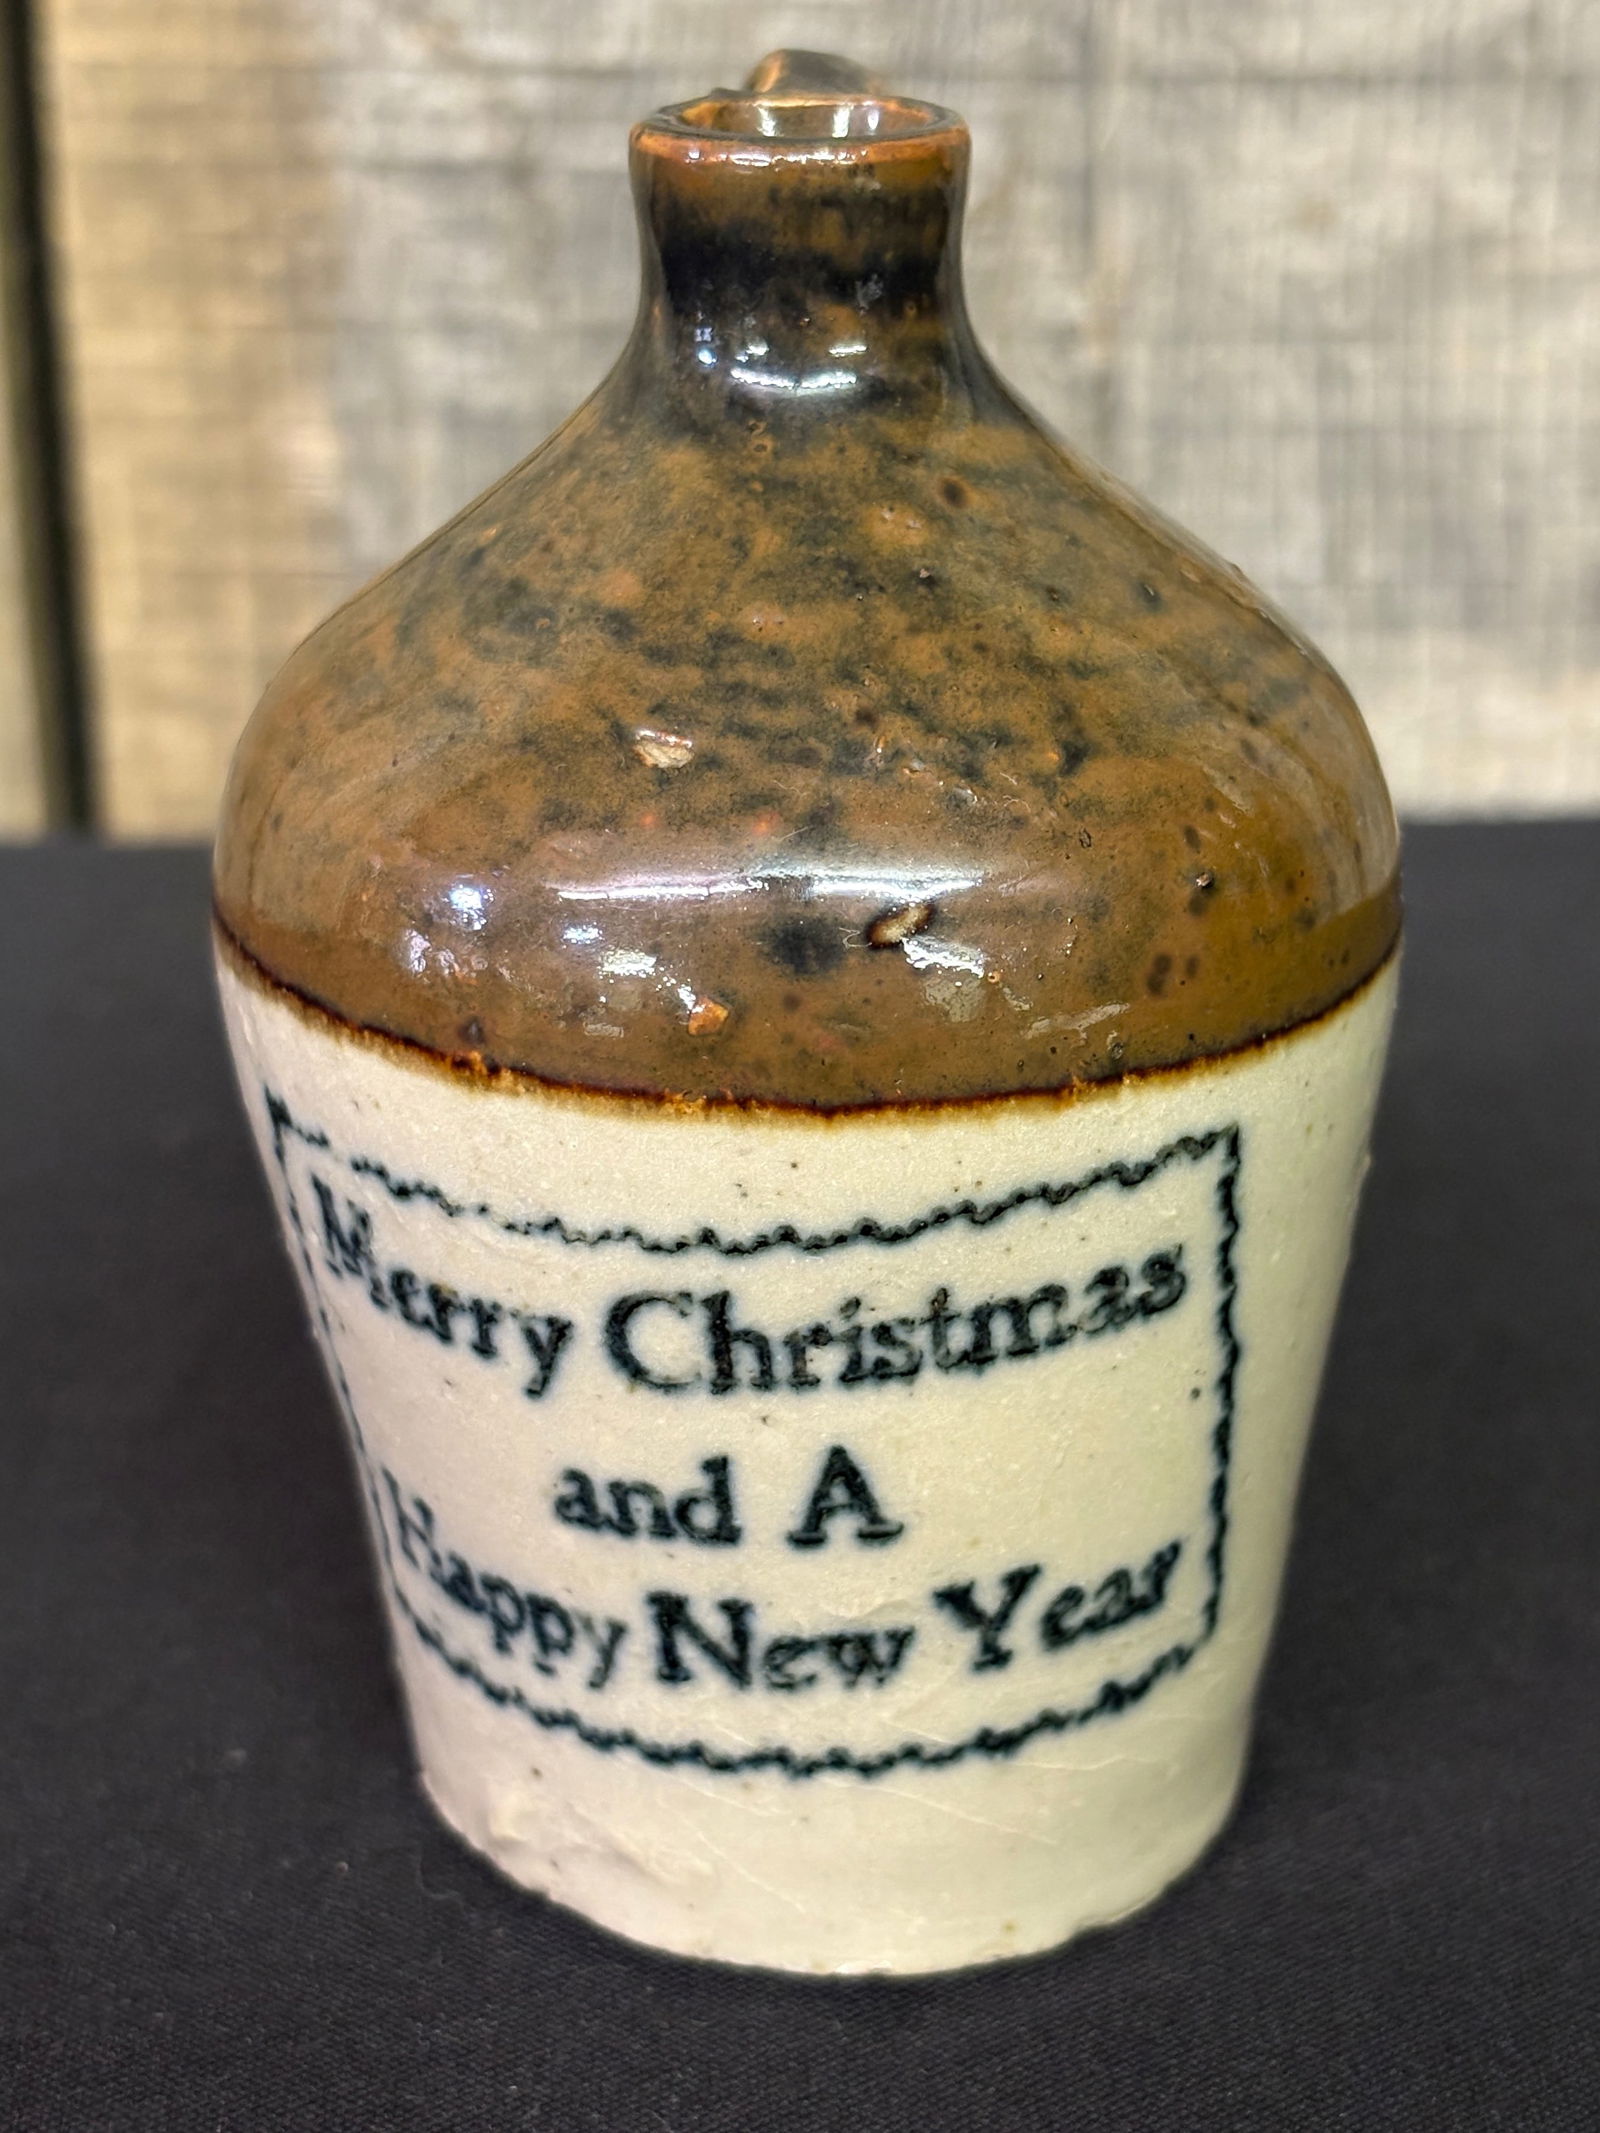 Merry Christmas
and A
Happy New Year